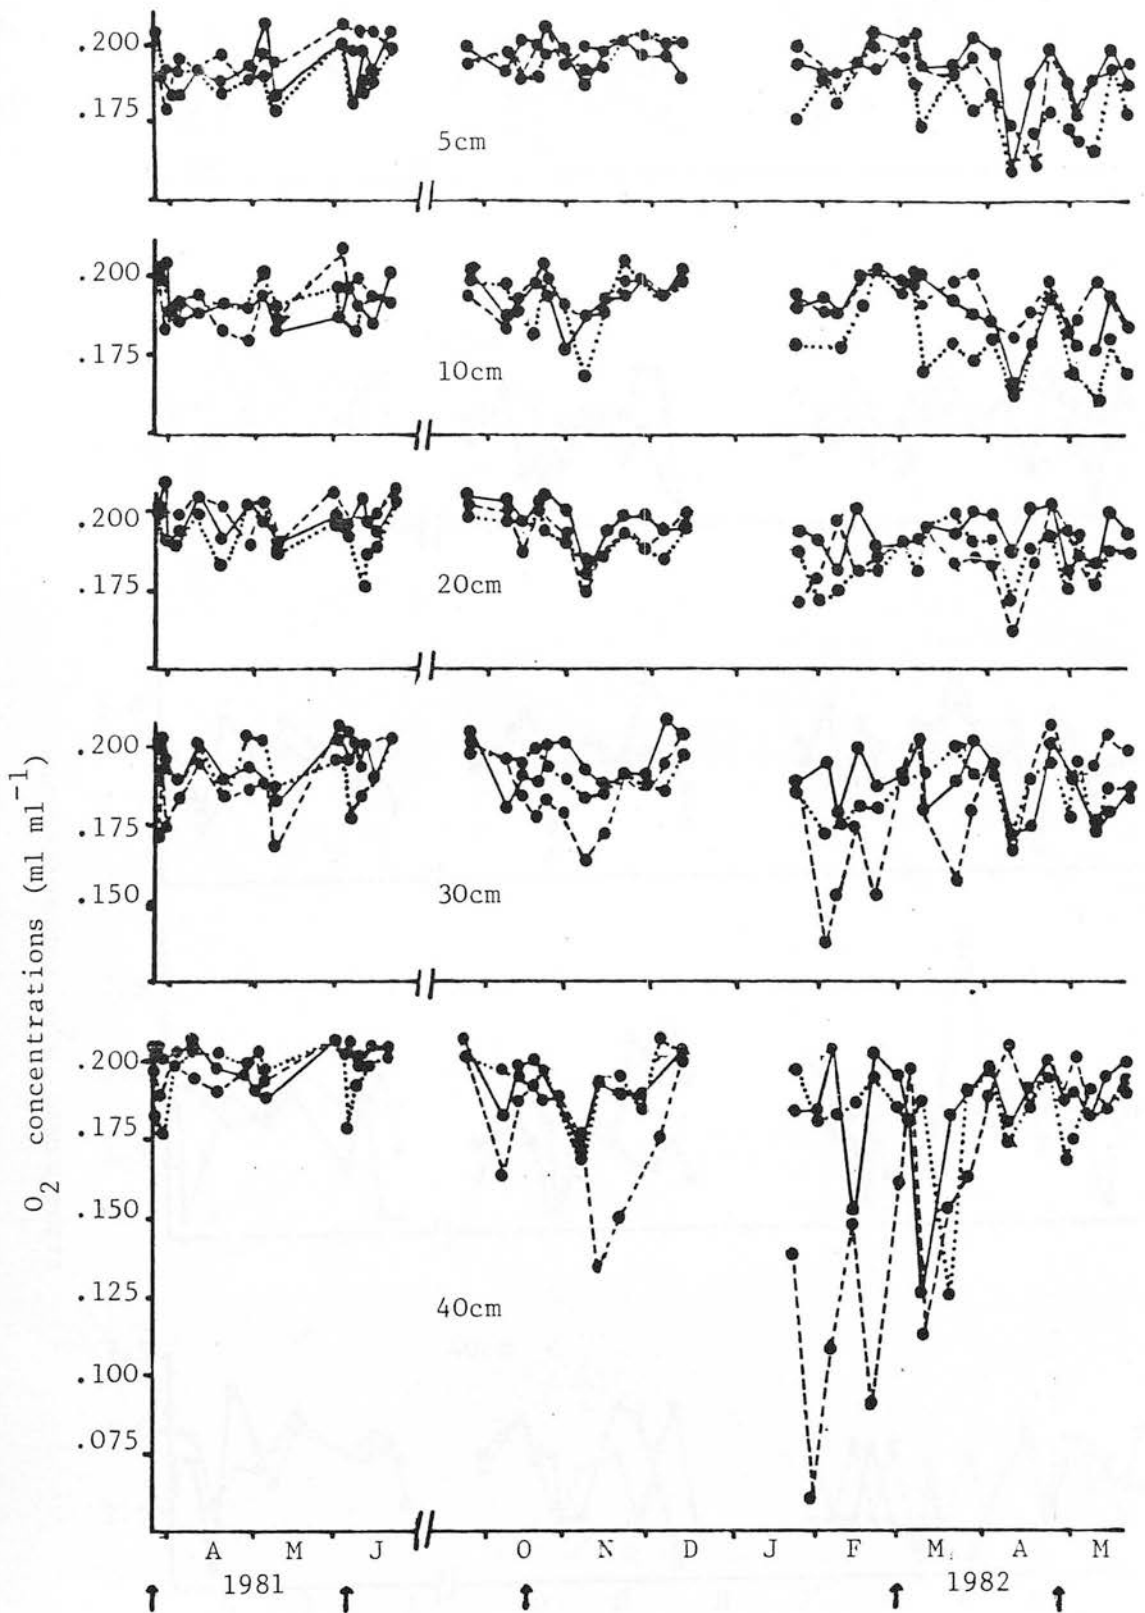 .200
.175
5cm
.200
.175
10cm
.200
.175
20cm
.200
.175
.150
30cm
.200
.175
.150
.125
.100
.075
40cm
O₂ concentrations (ml ml⁻¹)
A M J O N D J F M A M
1981 1982